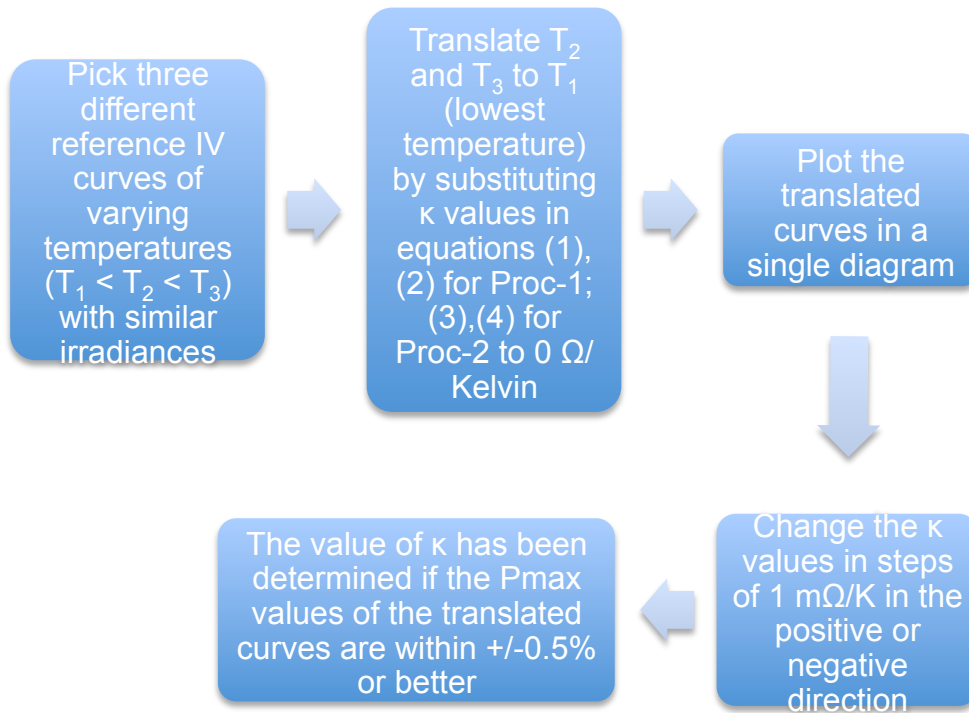 Pick three
different
reference IV
curves of
varying
temperatures
(T₁ < T₂ < T₃)
with similar
irradiances
Translate T₂
and T₃ to T₁
(lowest
temperature)
by substituting
κ values in
equations (1),
(2) for Proc-1;
(3),(4) for
Proc-2 to 0 Ω/
Kelvin
Plot the
translated
curves in a
single diagram
Change the κ
values in steps
of 1 mΩ/K in the
positive or
negative
direction
The value of κ has been
determined if the Pmax
values of the translated
curves are within +/-0.5%
or better